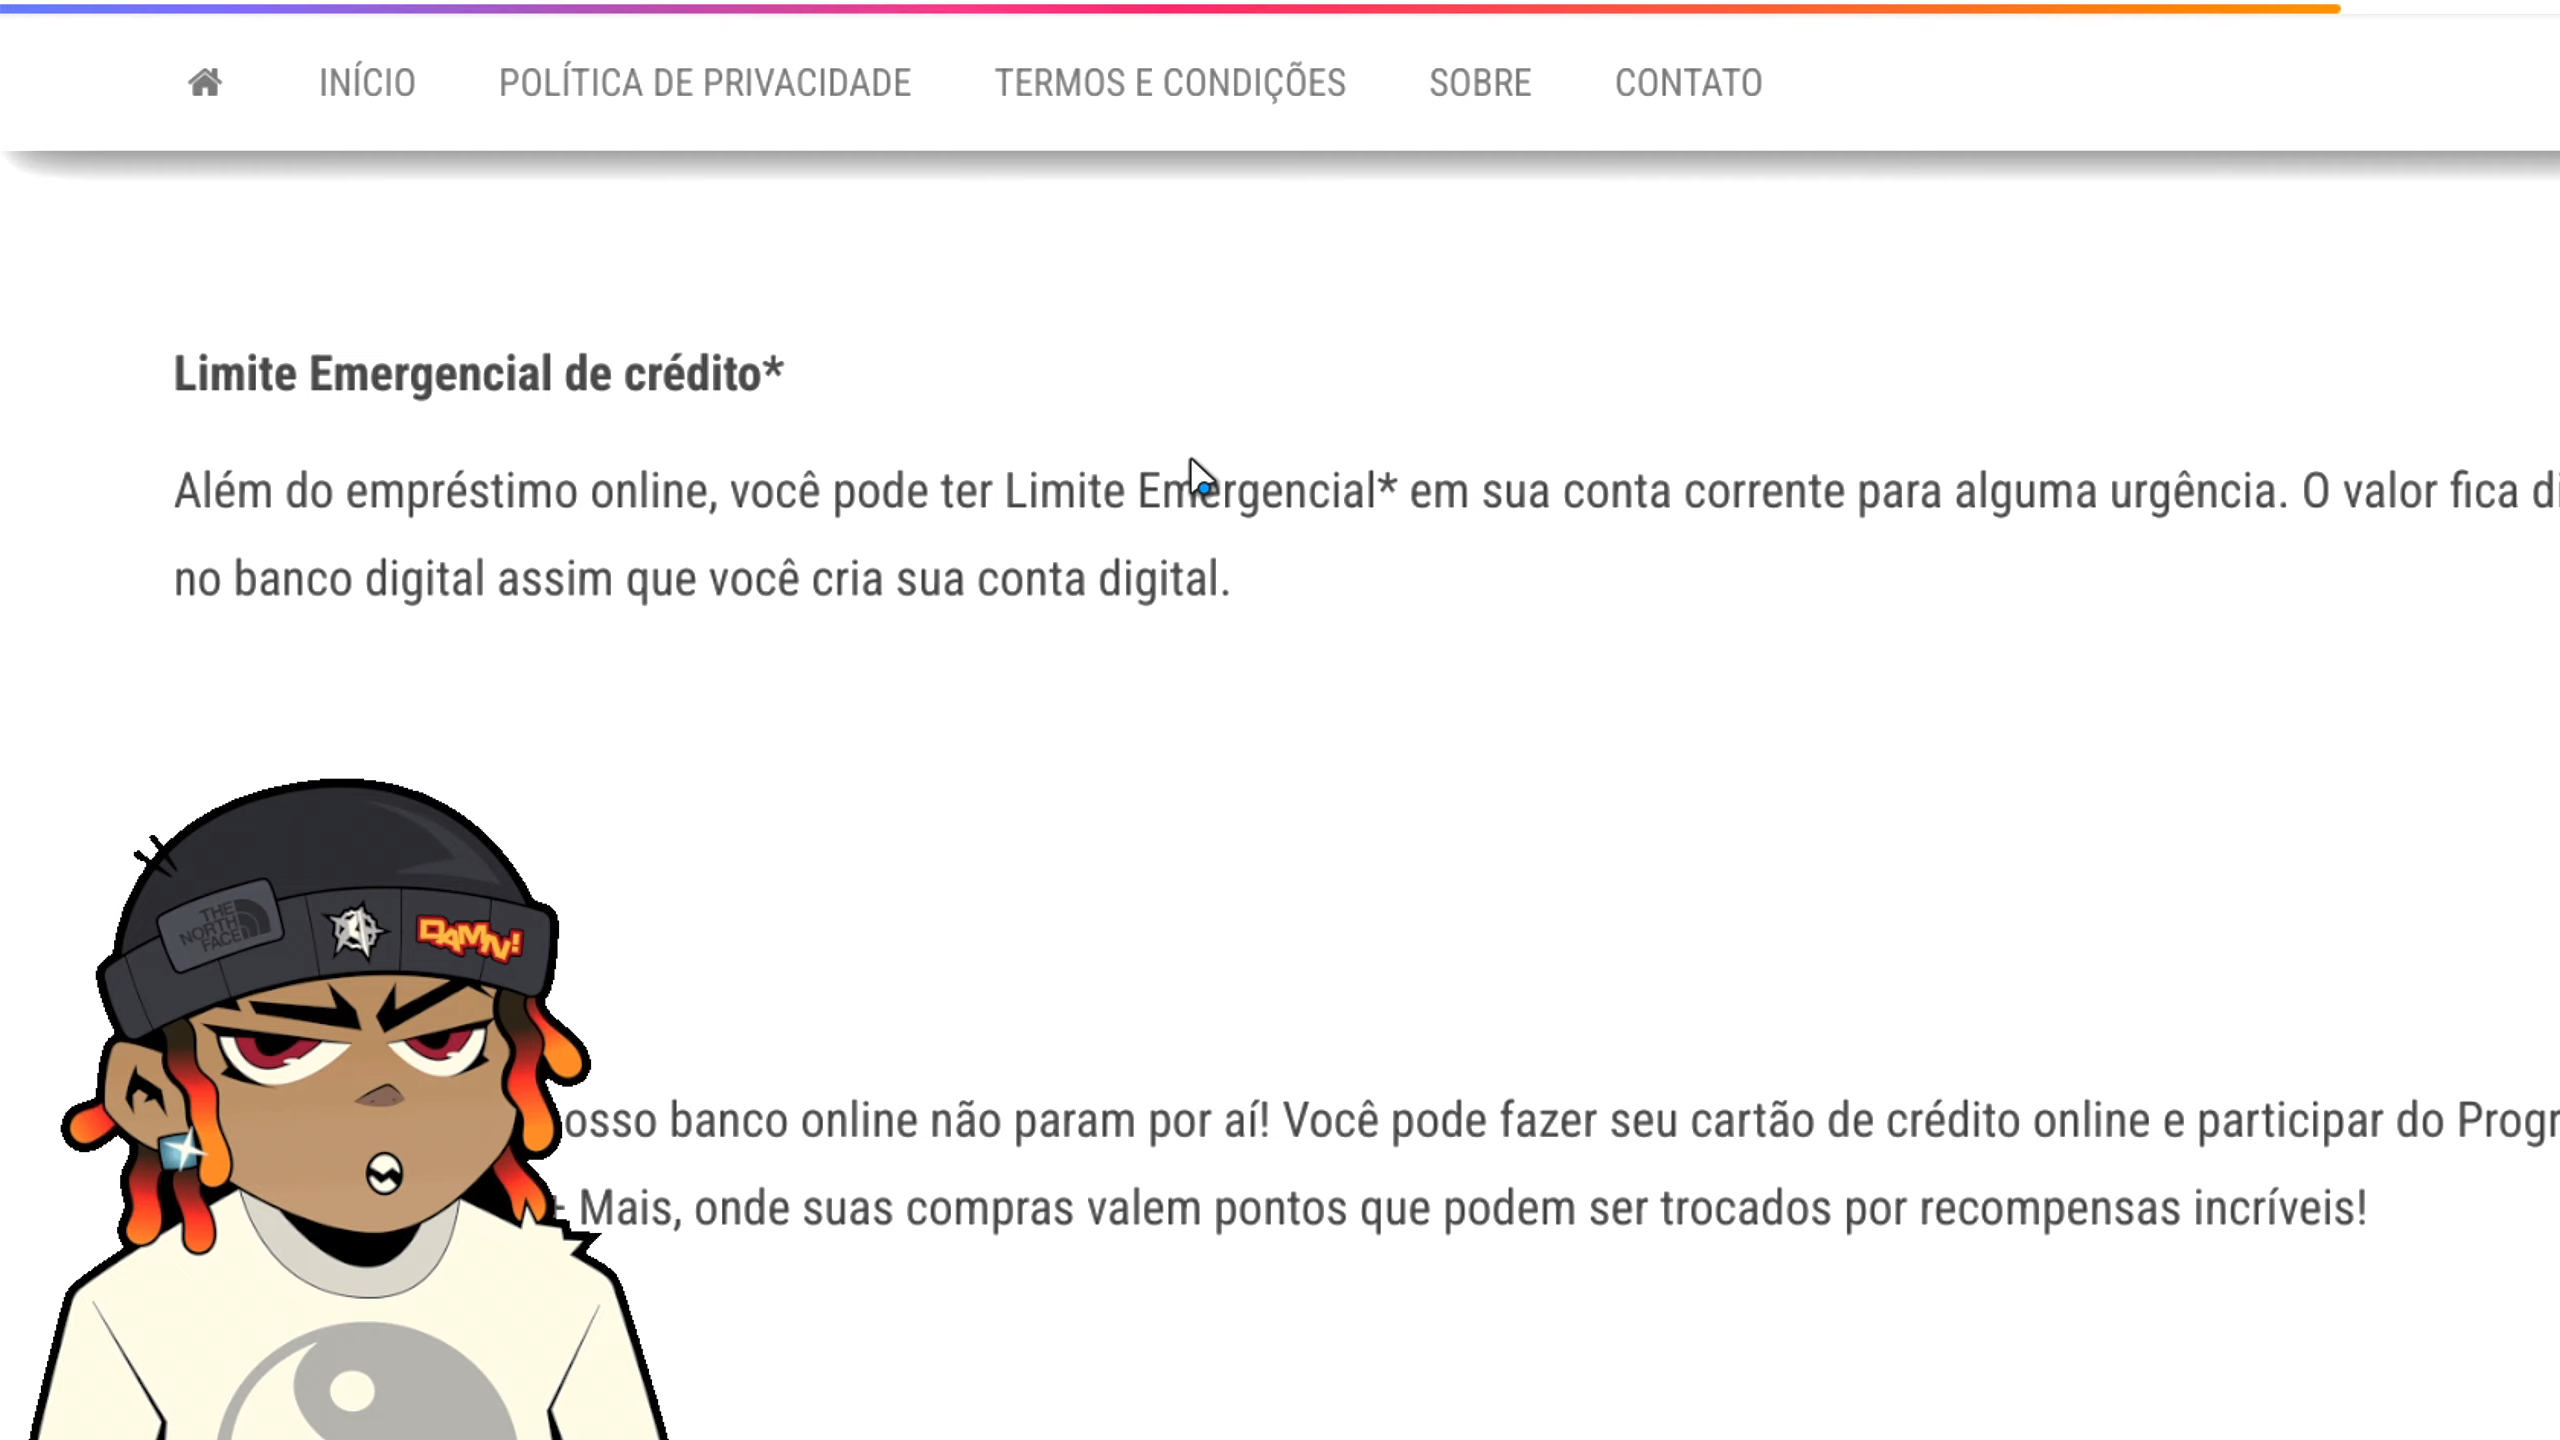 INÍCIO POLÍTICA DE PRIVACIDADE TERMOS E CONDIÇÕES SOBRE CONTATO
Limite Emergencial de crédito*
Além do empréstimo online, você pode ter Limite Emergencial* em sua conta corrente para alguma urgência. O valor fica
no banco digital assim que você cria sua conta digital.
THE
NORTH
FACE
DAMN!
banco online não param por aí! Você pode fazer seu cartão de crédito online e participar do
Mais, onde suas compras valem pontos que podem ser trocados por recompensas incríveis!